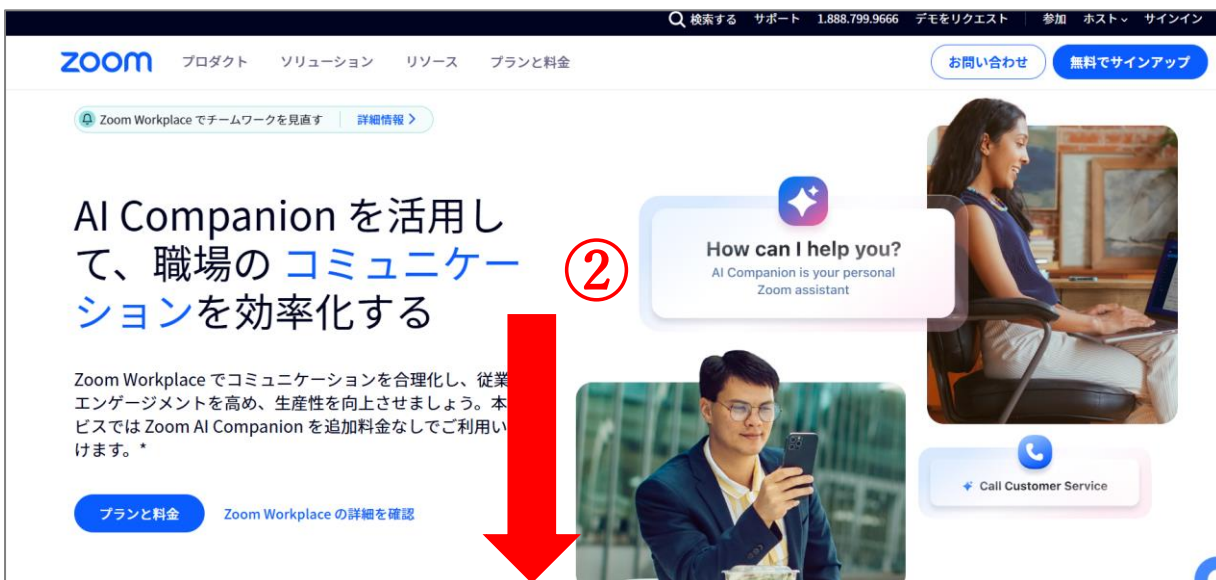 検索する サポート 1.888.799.9666 デモをリクエスト 参加 ホスト サインイン
zoom プロダクト ソリューション リソース プランと料金 お問い合わせ 無料でサインアップ
Zoom Workplace でチームワークを見直す 詳細情報
AI Companion を活用し
て、職場の コミュニケー
ションを効率化する
②
How can I help you?
AI Companion is your personal
Zoom assistant
Zoom Workplace でコミュニケーションを合理化し、従業
エンゲージメントを高め、生産性を向上させましょう。本
ビスでは Zoom AI Companion を追加料金なしでご利用い
けます。*
Call Customer Service
プランと料金 Zoom Workplace の詳細を確認